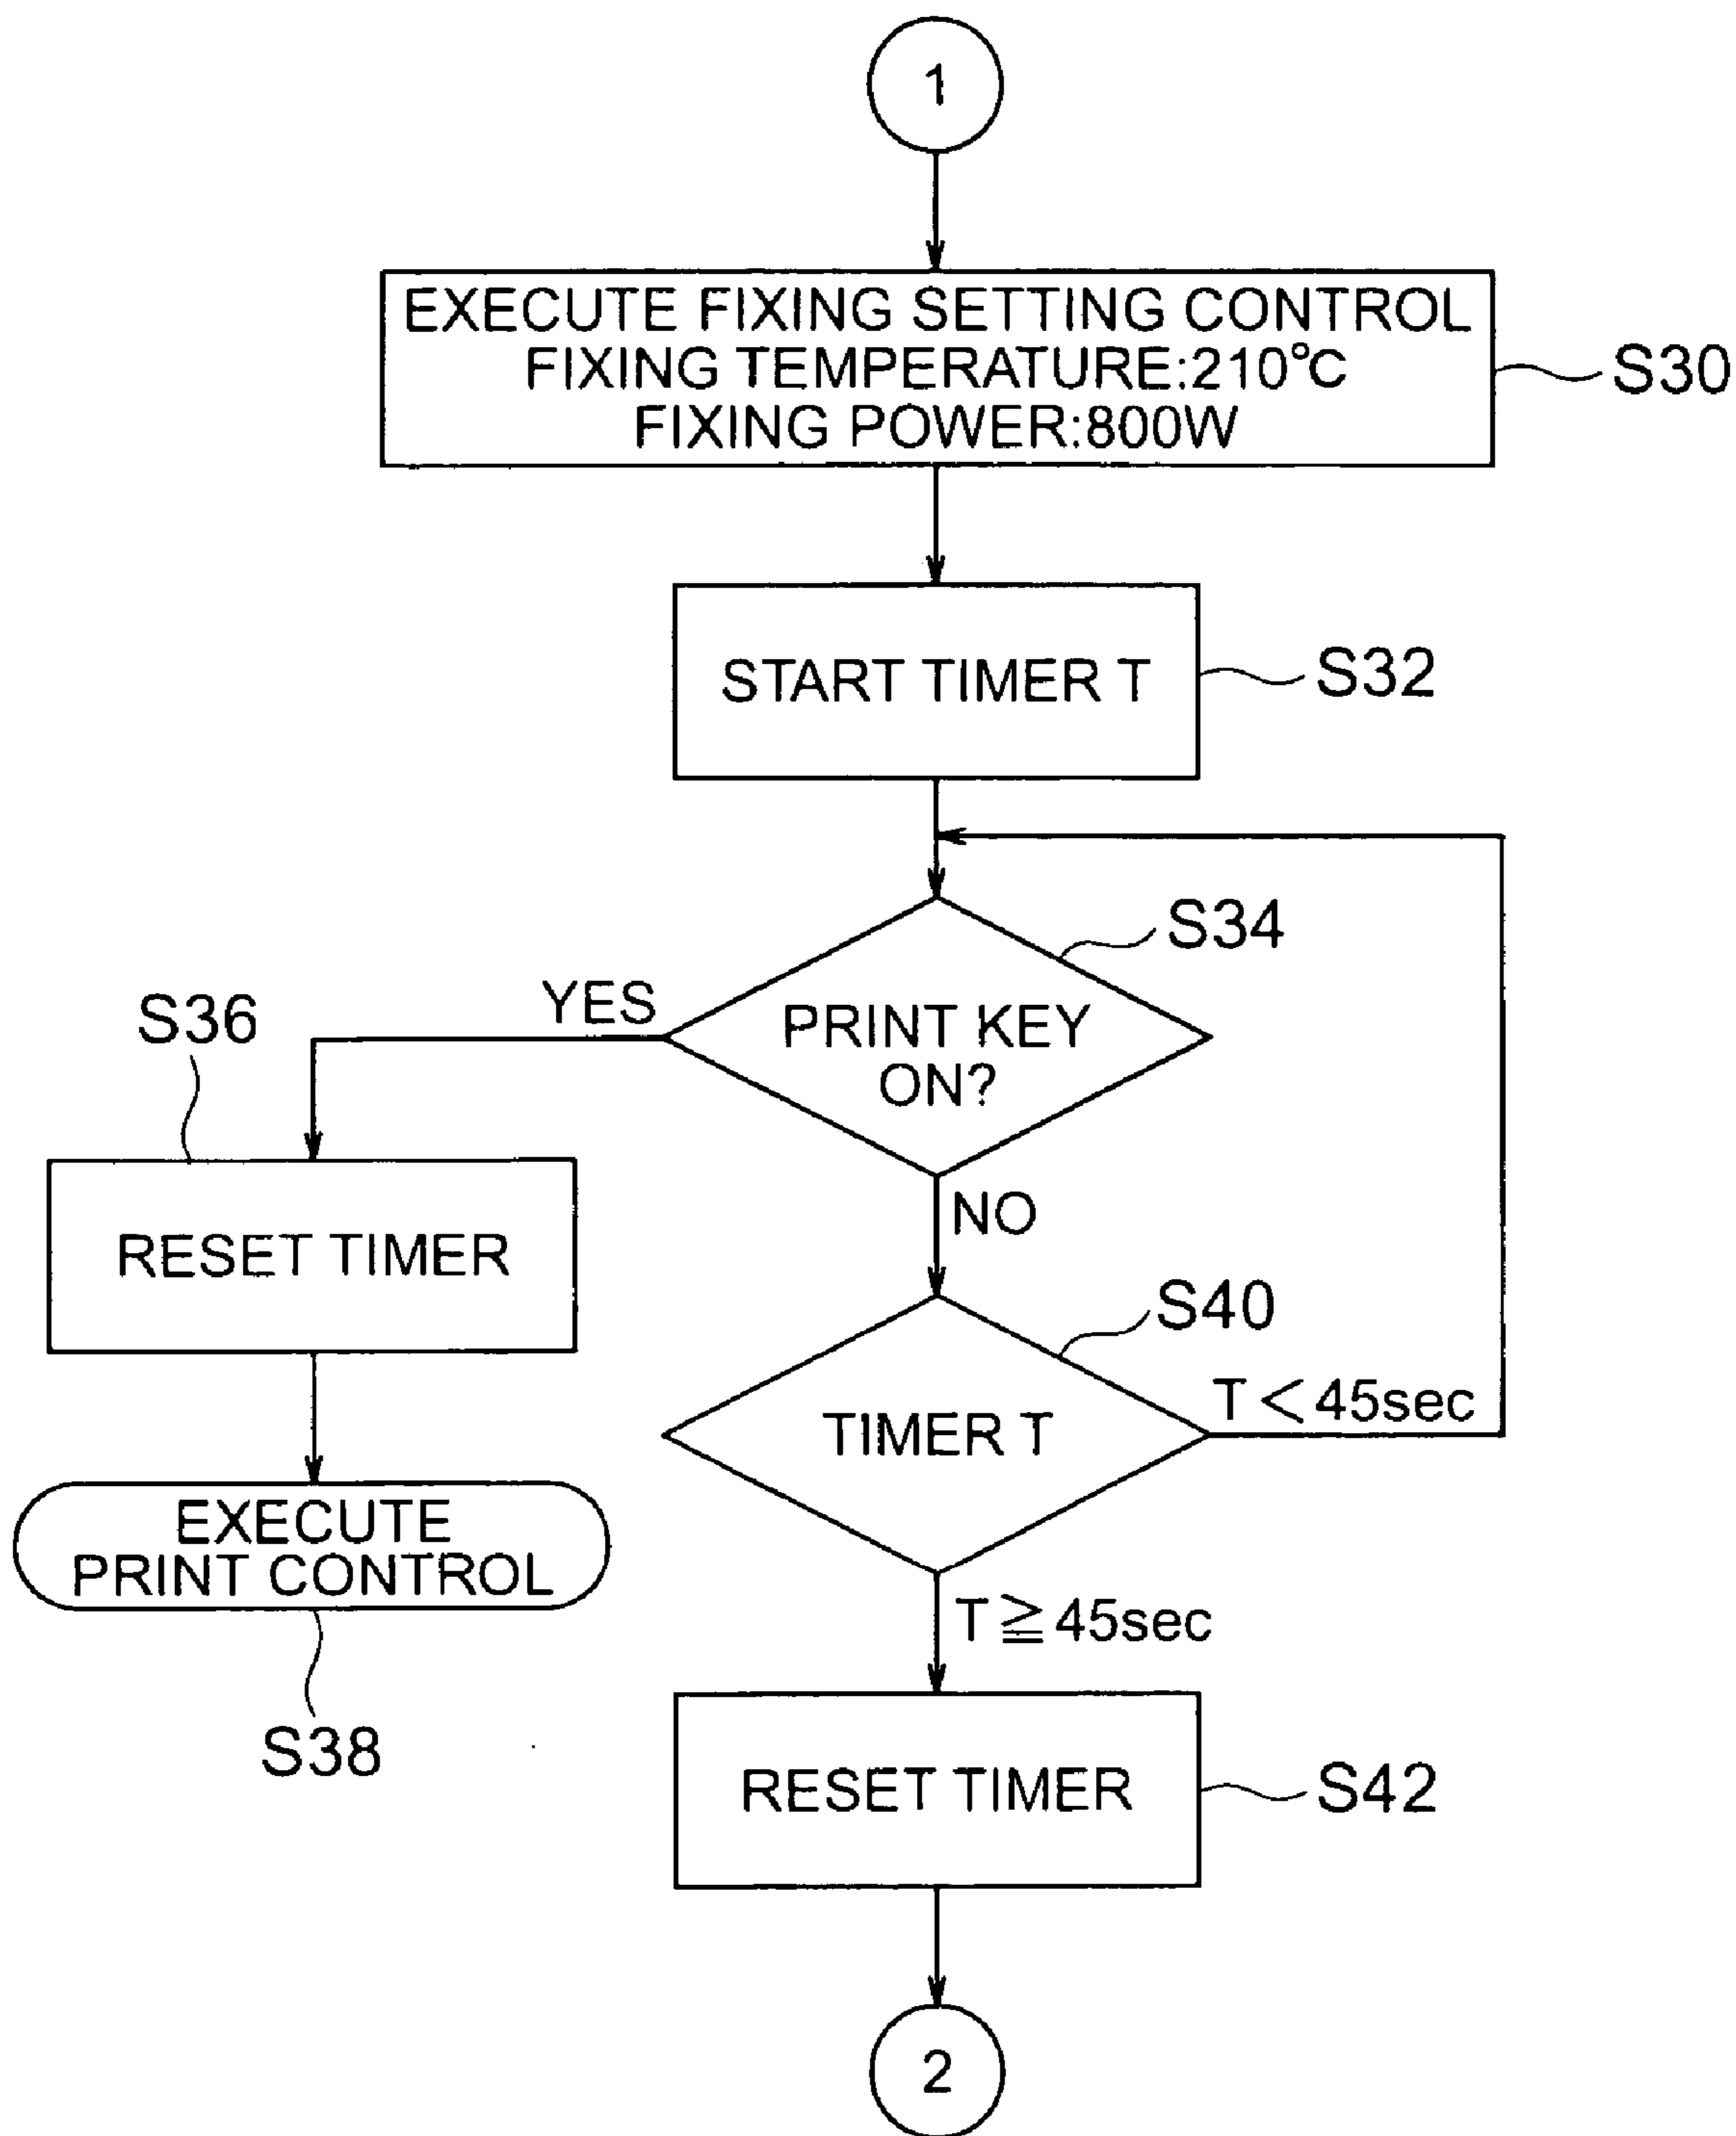 1
EXECUTE FIXING SETTING CONTROL
FIXING TEMPERATURE:210°C
FIXING POWER:800W
S30
START TIMER T
S32
S34
PRINT KEY
ON?
YES
S36
NO
RESET TIMER
S40
TIMER T
T<45sec
EXECUTE
PRINT CONTROL
T≧45sec
S38
RESET TIMER
S42
2